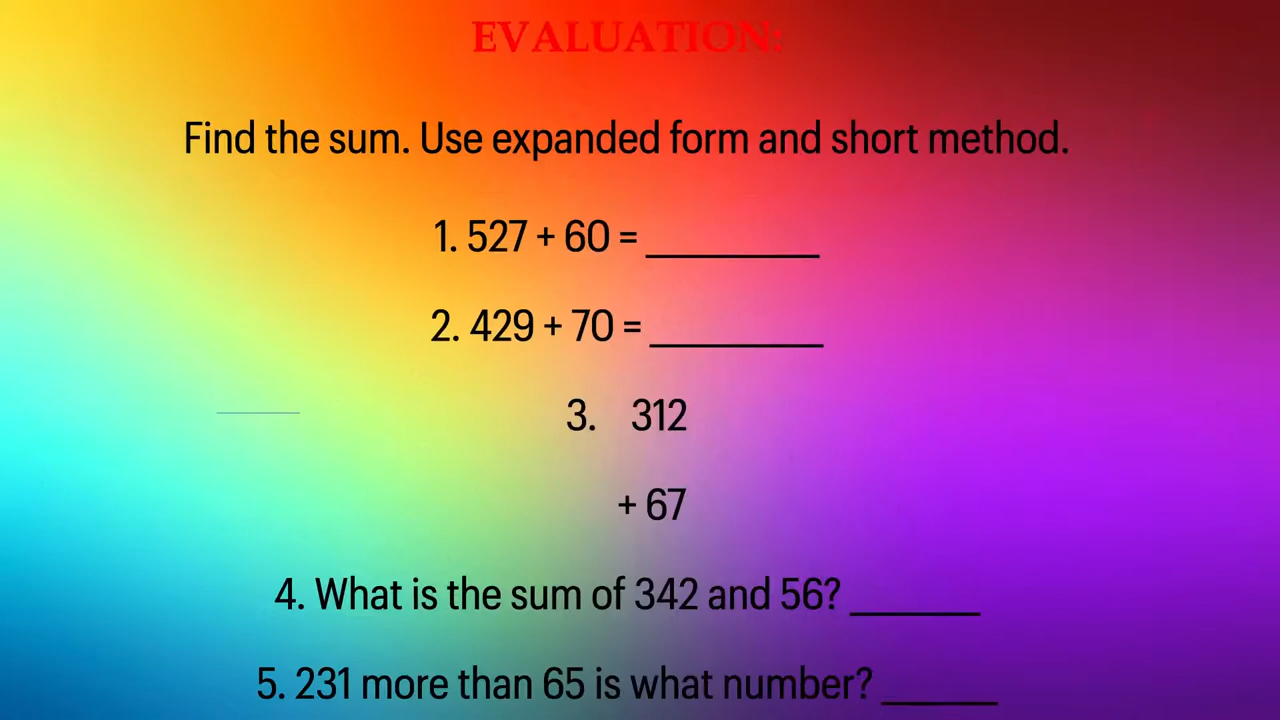 EVALUATION:
Find the sum. Use expanded form and short method.
1. 527 + 60 = __________
2. 429 + 70 = __________
3. 312
+ 67
4. What is the sum of 342 and 56? _______
5. 231 more than 65 is what number? ______